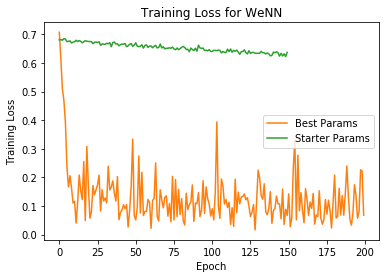 Training Loss for WeNN
0.7
0.6
0.5
0.4
0.3
0.2
0.1
0.0
Training Loss
Best Params
Starter Params
0 25 50 75 100 125 150 175 200
Epoch